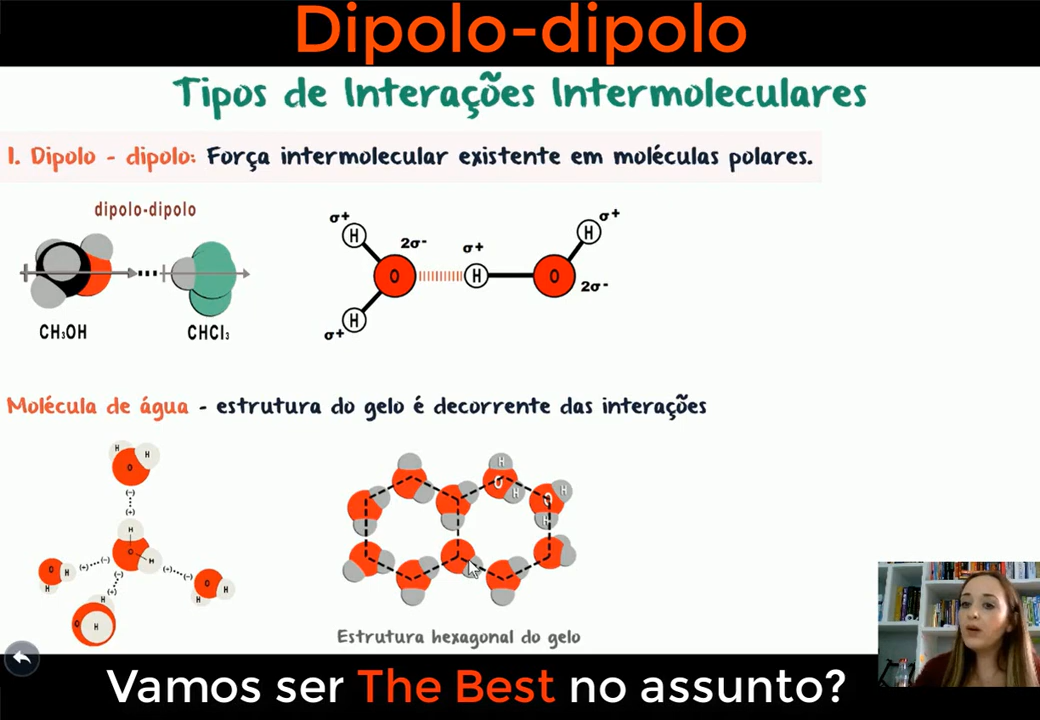 Dipolo-dipolo
Tipos de Interações Intermoleculares
1. Dipolo - dipolo: Força intermolecular existente em moléculas polares.
dipolo-dipolo
CH₃OH
CHCl₃
σ+
H
2σ-
O
σ+
H
σ+
H
O
2σ-
σ+
H
Molécula de água - estrutura do gelo é decorrente das interações
H
H
O
(-)
(+)
H
O
H
O
H
H
(+)
(-)
(-)
(+)
(+)
(-)
O
H
H
H
O
H
H
O
H
H
O
H
Estrutura hexagonal do gelo
Vamos ser The Best no assunto?